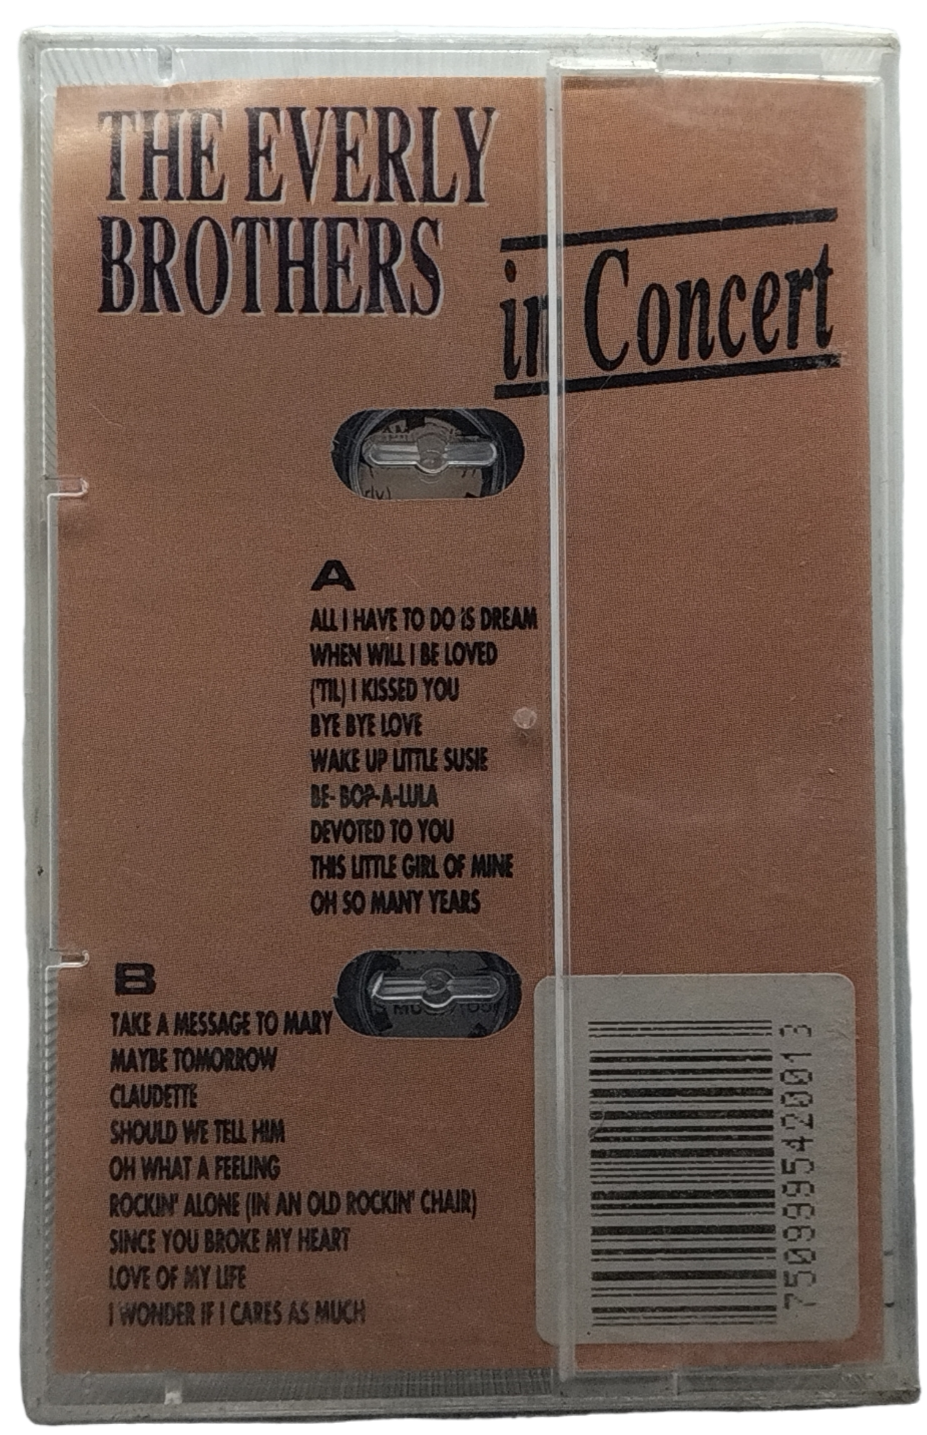 THE EVERLY
BROTHERS
in Concert
A
ALL I HAVE TO DO IS DREAM
WHEN WILL I BE LOVED
('TIL) I KISSED YOU
BYE BYE LOVE
WAKE UP LITTLE SUSIE
BE-BOP-A-LULA
DEVOTED TO YOU
THIS LITTLE GIRL OF MINE
OH SO MANY YEARS
B
TAKE A MESSAGE TO MARY
MAYBE TOMORROW
CLAUDETTE
SHOULD WE TELL HIM
OH WHAT A FEELING
ROCKIN' ALONE (IN AN OLD ROCKIN' CHAIR)
SINCE YOU BROKE MY HEART
LOVE OF MY LIFE
I WONDER IF I CARES AS MUCH
7509995420013